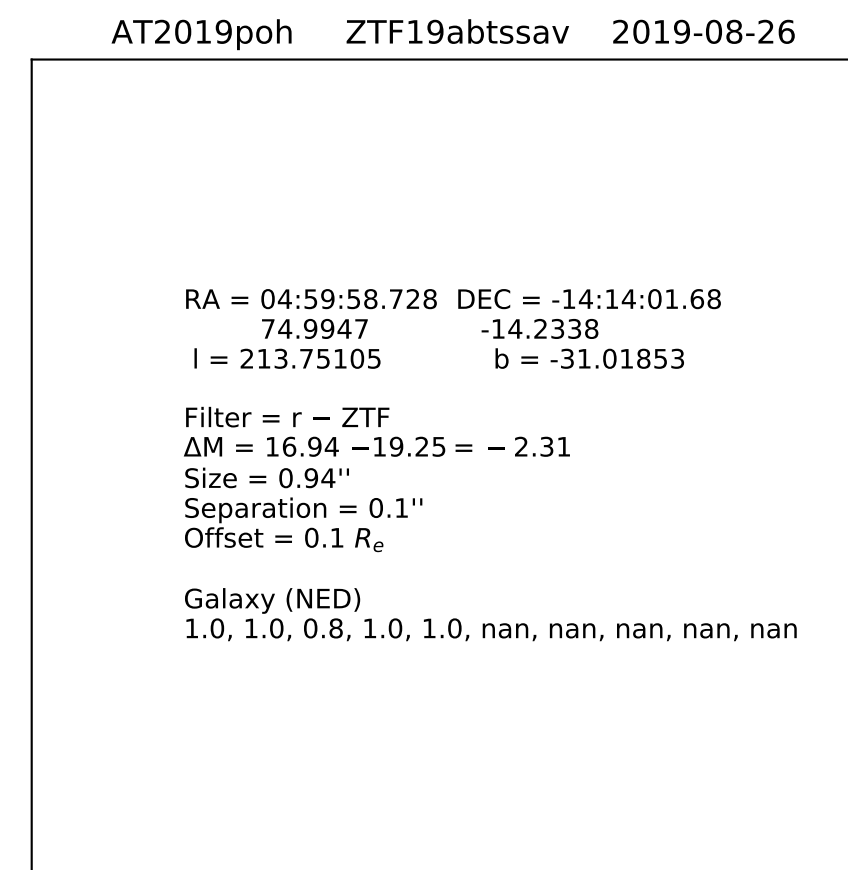 AT2019poh ZTF19abtssav 2019-08-26
RA = 04:59:58.728 DEC = -14:14:01.68
74.9947 -14.2338
l = 213.75105 b = -31.01853
Filter = r − ZTF
ΔM = 16.94 −19.25 = − 2.31
Size = 0.94''
Separation = 0.1''
Offset = 0.1 Re
Galaxy (NED)
1.0, 1.0, 0.8, 1.0, 1.0, nan, nan, nan, nan, nan